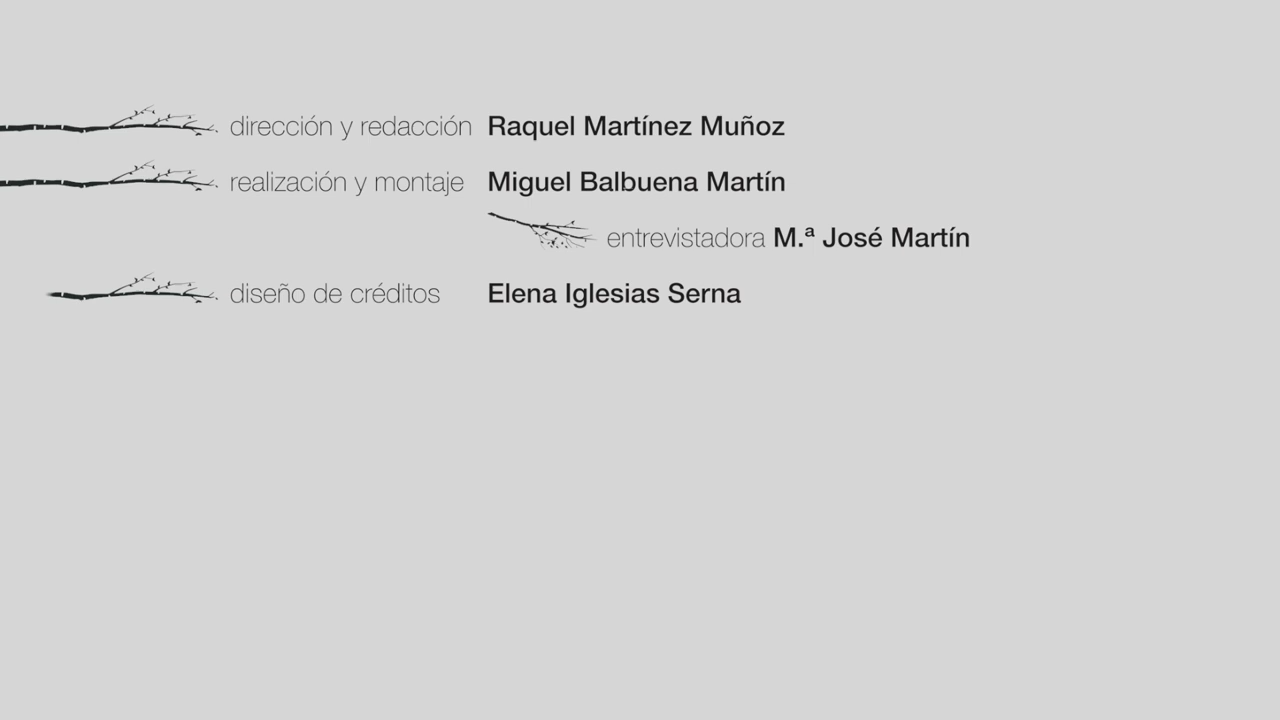 dirección y redacción Raquel Martínez Muñoz
realización y montaje Miguel Balbuena Martín
entrevistadora M.ª José Martín
diseño de créditos Elena Iglesias Serna